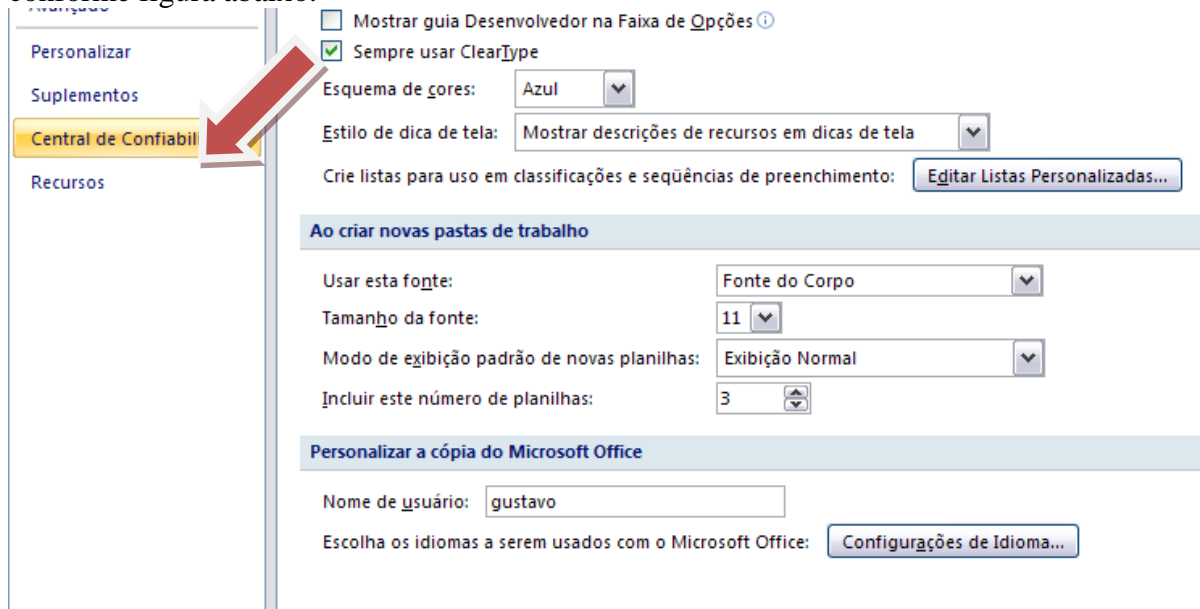 conforme figura abaixo:
Avançado
Personalizar
Suplementos
Central de Confiabili
Recursos
Mostrar guia Desenvolvedor na Faixa de Opções
Sempre usar ClearType
Esquema de cores: Azul
Estilo de dica de tela: Mostrar descrições de recursos em dicas de tela
Crie listas para uso em classificações e seqüências de preenchimento: Editar Listas Personalizadas...
Ao criar novas pastas de trabalho
Usar esta fonte: Fonte do Corpo
Tamanho da fonte: 11
Modo de exibição padrão de novas planilhas: Exibição Normal
Incluir este número de planilhas: 3
Personalizar a cópia do Microsoft Office
Nome de usuário: gustavo
Escolha os idiomas a serem usados com o Microsoft Office: Configurações de Idioma...